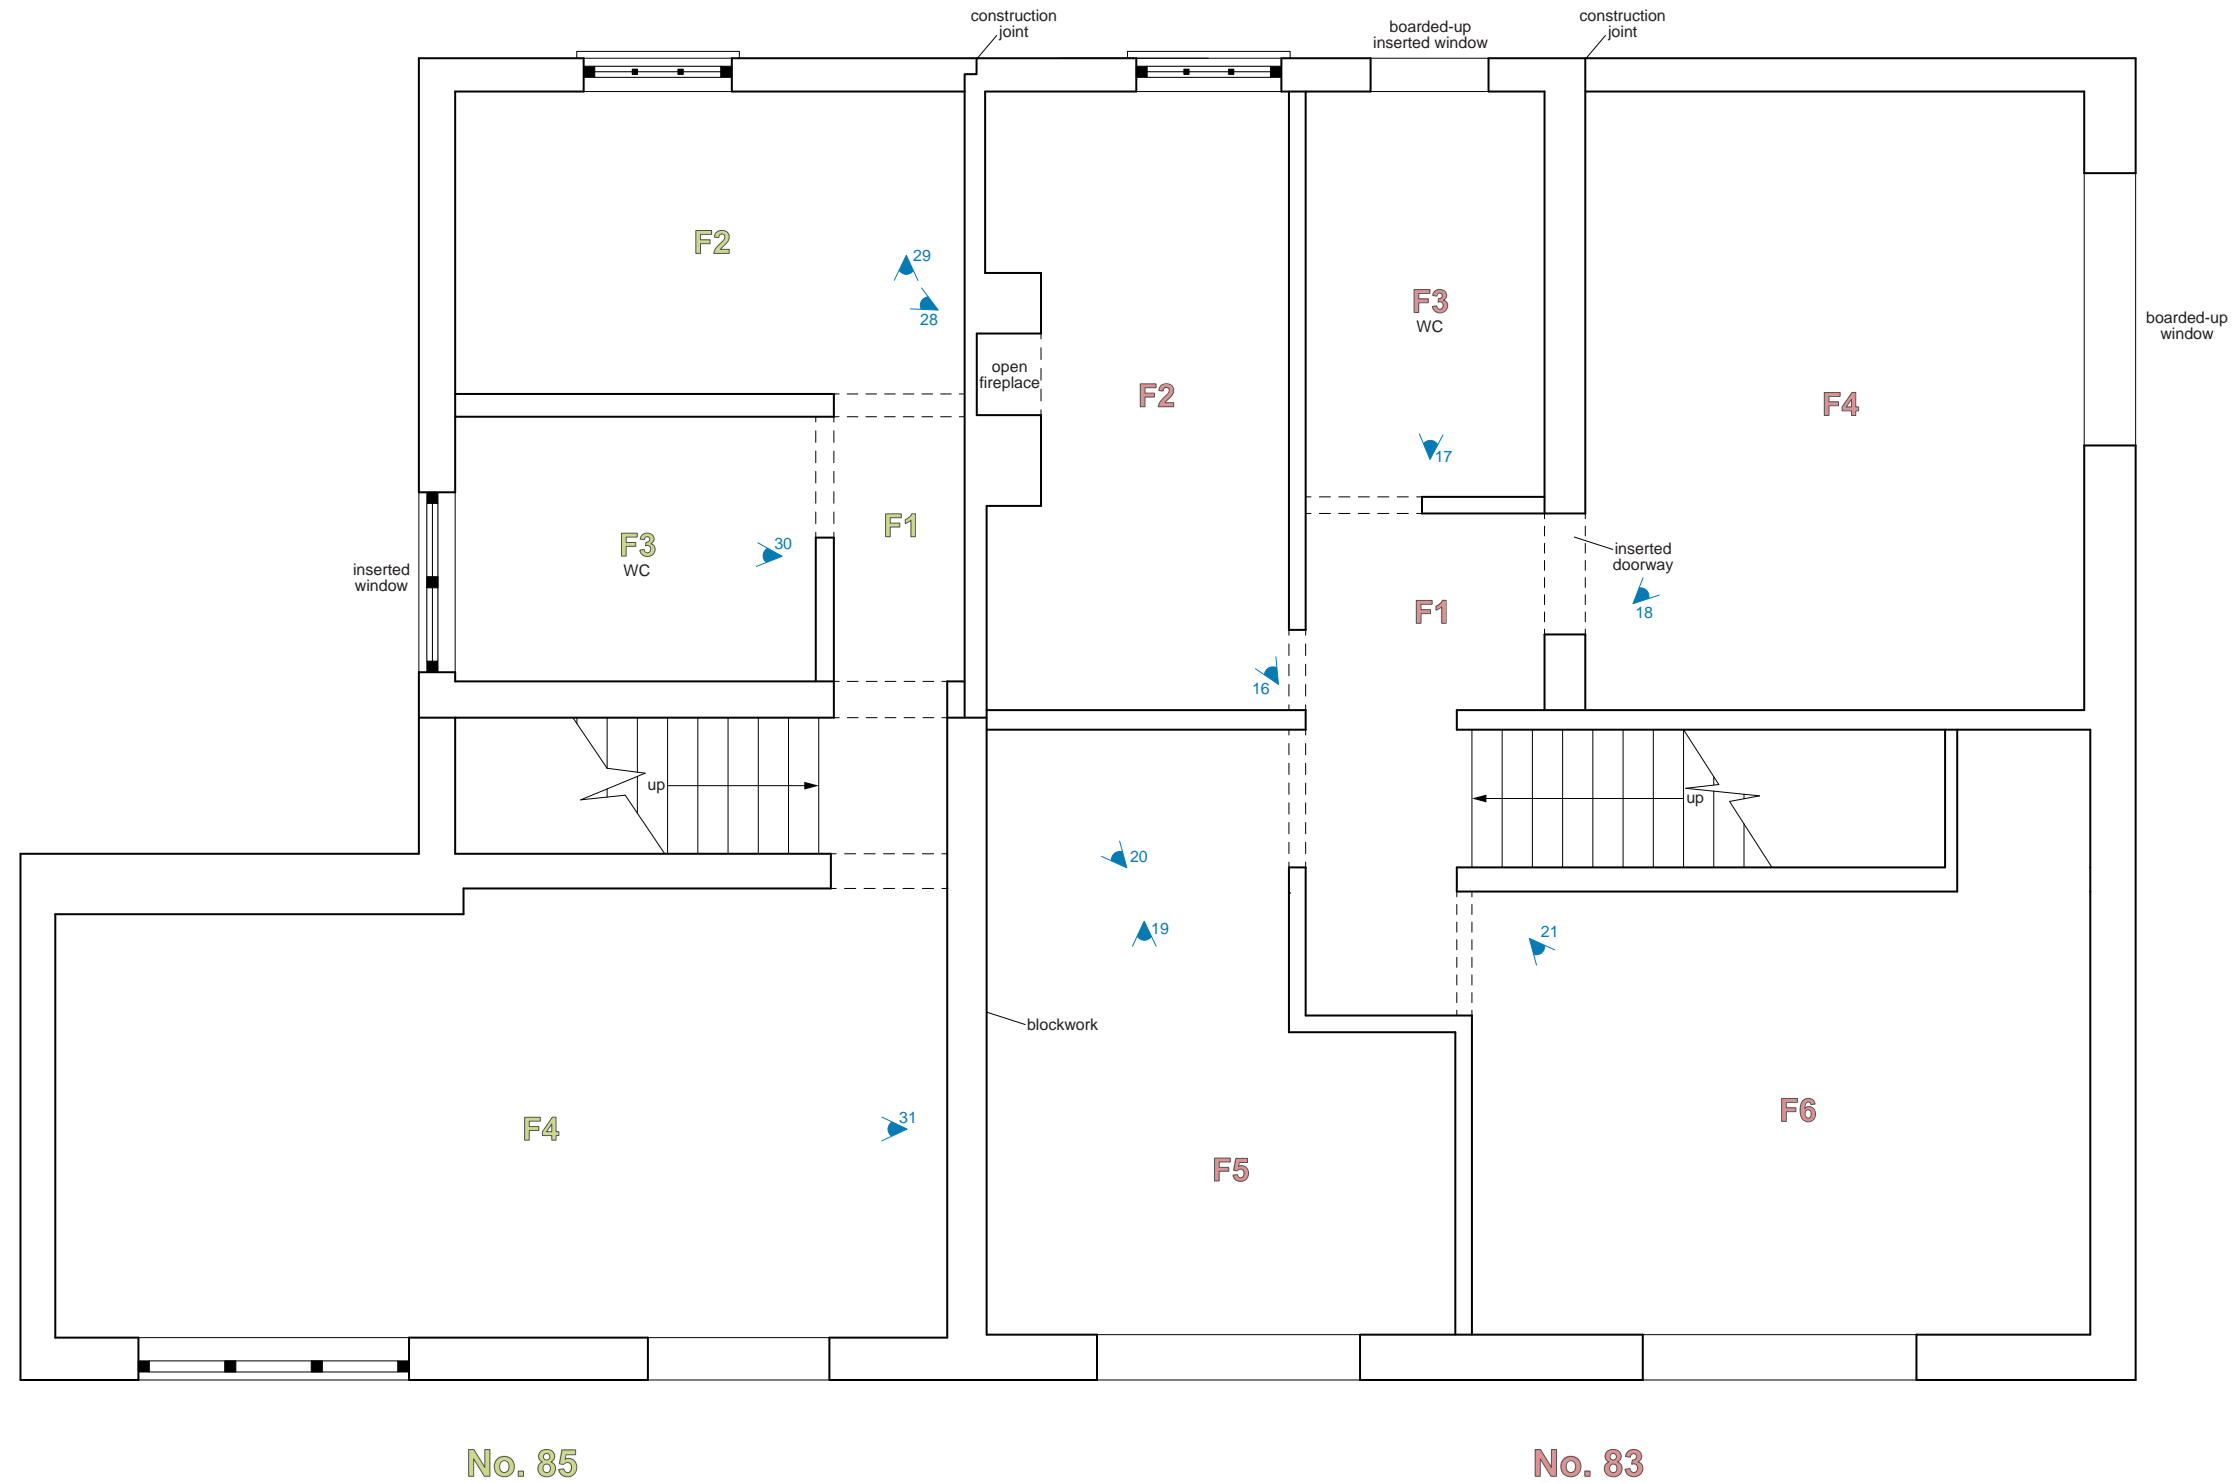 construction
joint
boarded-up
inserted window
construction
joint
F2
29
28
F3
WC
boarded-up
window
open
fireplace
F2
F4
17
F1
F3
WC
30
inserted
window
inserted
doorway
F1
18
16
up
up
20
19
21
blockwork
F4
31
F5
F6
No. 85
No. 83